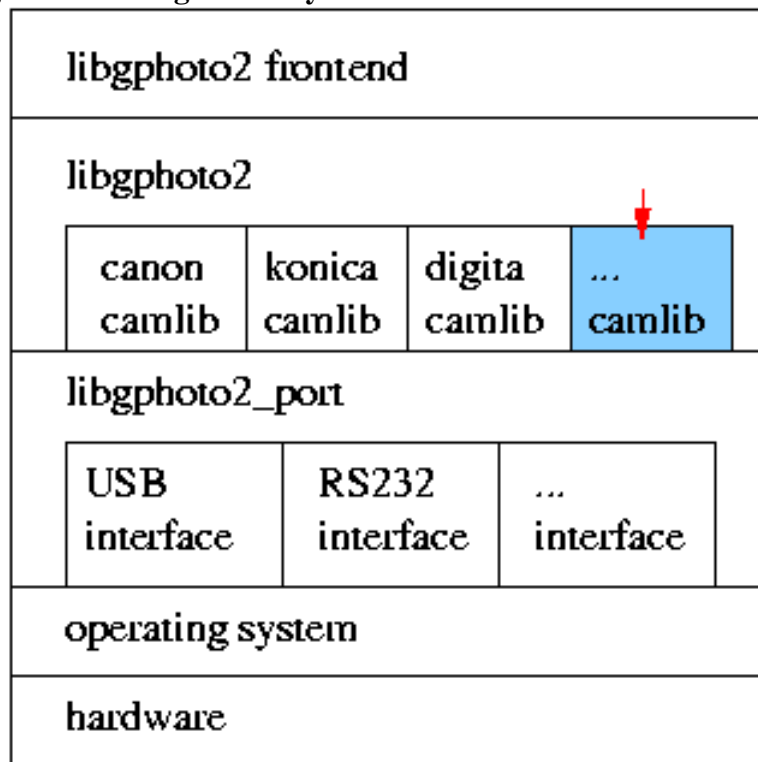 libgphoto2 frontend
libgphoto2
canon camlib
konica camlib
digita camlib
... camlib
libgphoto2_port
USB interface
RS232 interface
... interface
operating system
hardware